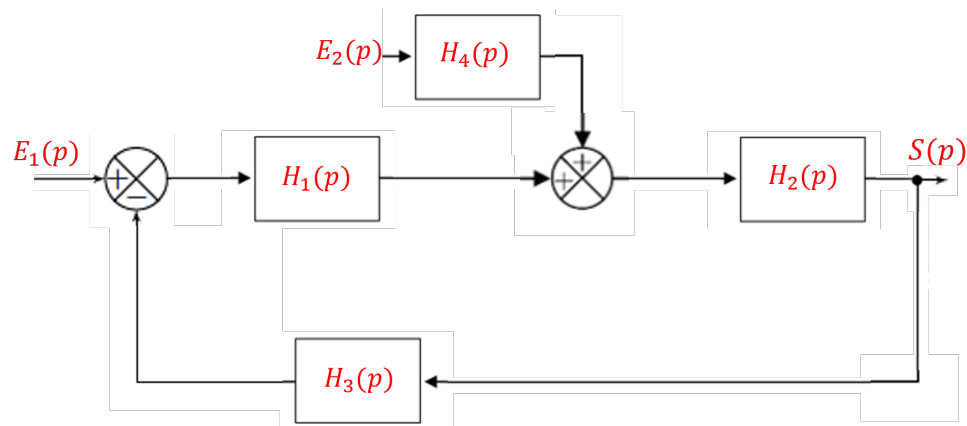 E₂(p)
H₄(p)
E₁(p)
+
−
H₁(p)
+
+
H₂(p)
S(p)
H₃(p)